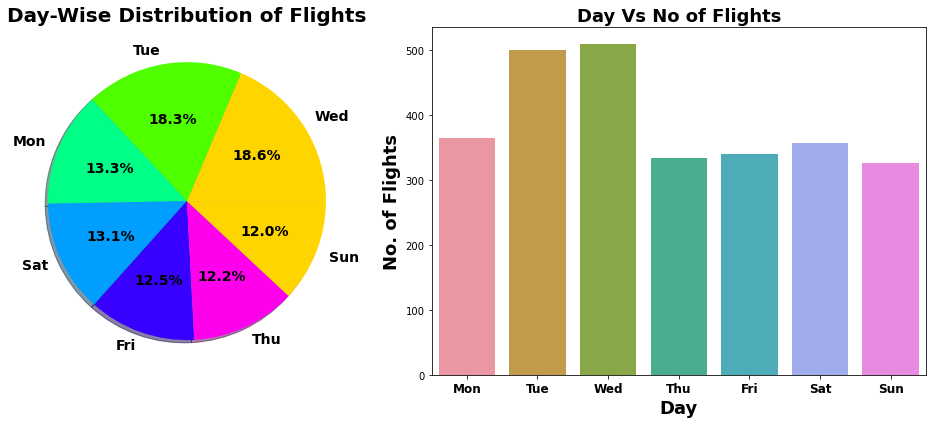 Day-Wise Distribution of Flights
Tue
Wed
Mon
Sat
Fri
Thu
Sun
18.3%
18.6%
13.3%
13.1%
12.5%
12.2%
12.0%
Day Vs No of Flights
No. of Flights
500
400
300
200
100
0
Mon Tue Wed Thu Fri Sat Sun
Day